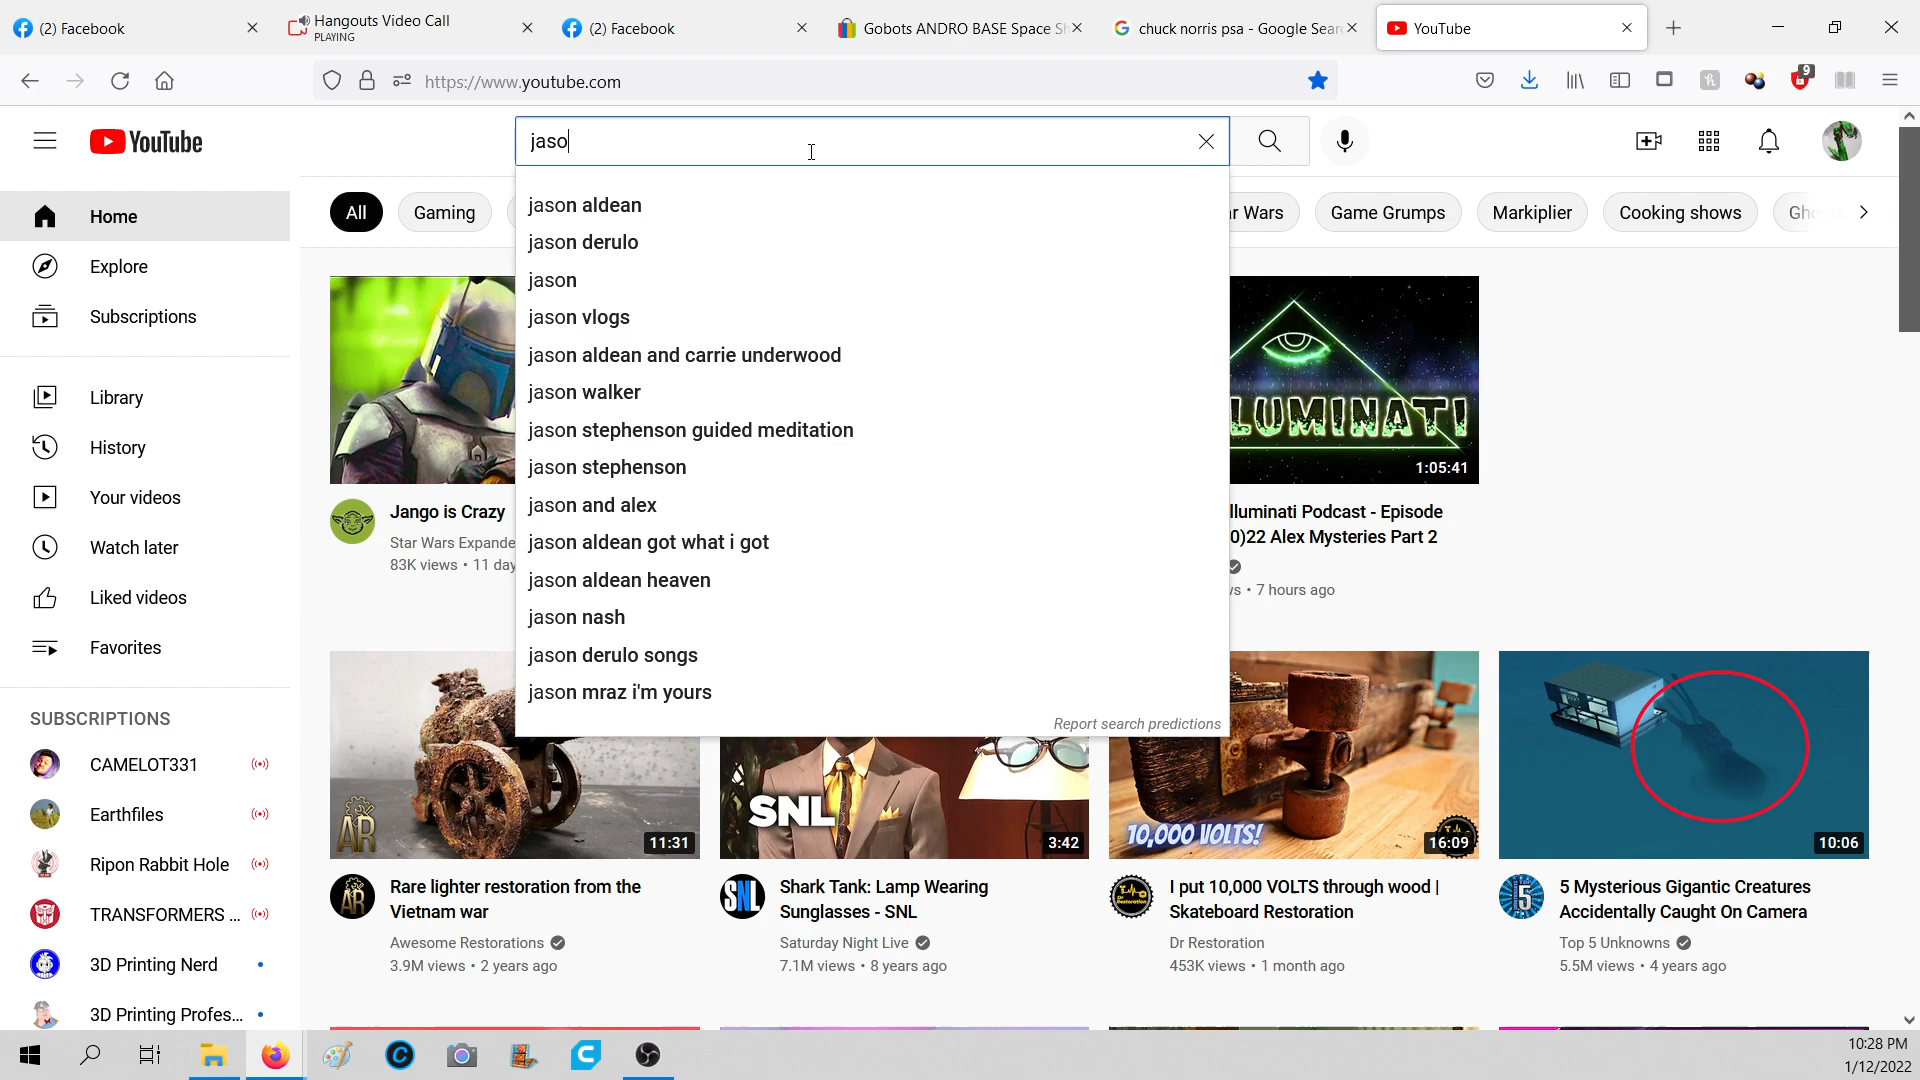 (2) Facebook
Hangouts Video Call
PLAYING
(2) Facebook
Gobots ANDRO BASE Space Sh
chuck norris psa - Google Sear
YouTube
https://www.youtube.com
9
YouTube
jaso
Home
Explore
Subscriptions
Library
History
Your videos
Watch later
Liked videos
Favorites
SUBSCRIPTIONS
CAMELOT331
Earthfiles
Ripon Rabbit Hole
TRANSFORMERS ...
3D Printing Nerd
3D Printing Profes...
All
Gaming
r Wars
Game Grumps
Markiplier
Cooking shows
Gh
jason aldean
jason derulo
jason
jason vlogs
jason aldean and carrie underwood
jason walker
jason stephenson guided meditation
jason stephenson
jason and alex
jason aldean got what i got
jason aldean heaven
jason nash
jason derulo songs
jason mraz i'm yours
Report search predictions
Jango is Crazy
Star Wars Expande
83K views • 11 day
LUMINATI
1:05:41
lluminati Podcast - Episode
0)22 Alex Mysteries Part 2
ws • 7 hours ago
AR
11:31
AR
Rare lighter restoration from the
Vietnam war
Awesome Restorations
3.9M views • 2 years ago
SNL
3:42
SNL
Shark Tank: Lamp Wearing
Sunglasses - SNL
Saturday Night Live
7.1M views • 8 years ago
10,000 VOLTS!
16:09
I put 10,000 VOLTS through wood |
Skateboard Restoration
Dr Restoration
453K views • 1 month ago
10:06
5 Mysterious Gigantic Creatures
Accidentally Caught On Camera
Top 5 Unknowns
5.5M views • 4 years ago
10:28 PM
1/12/2022